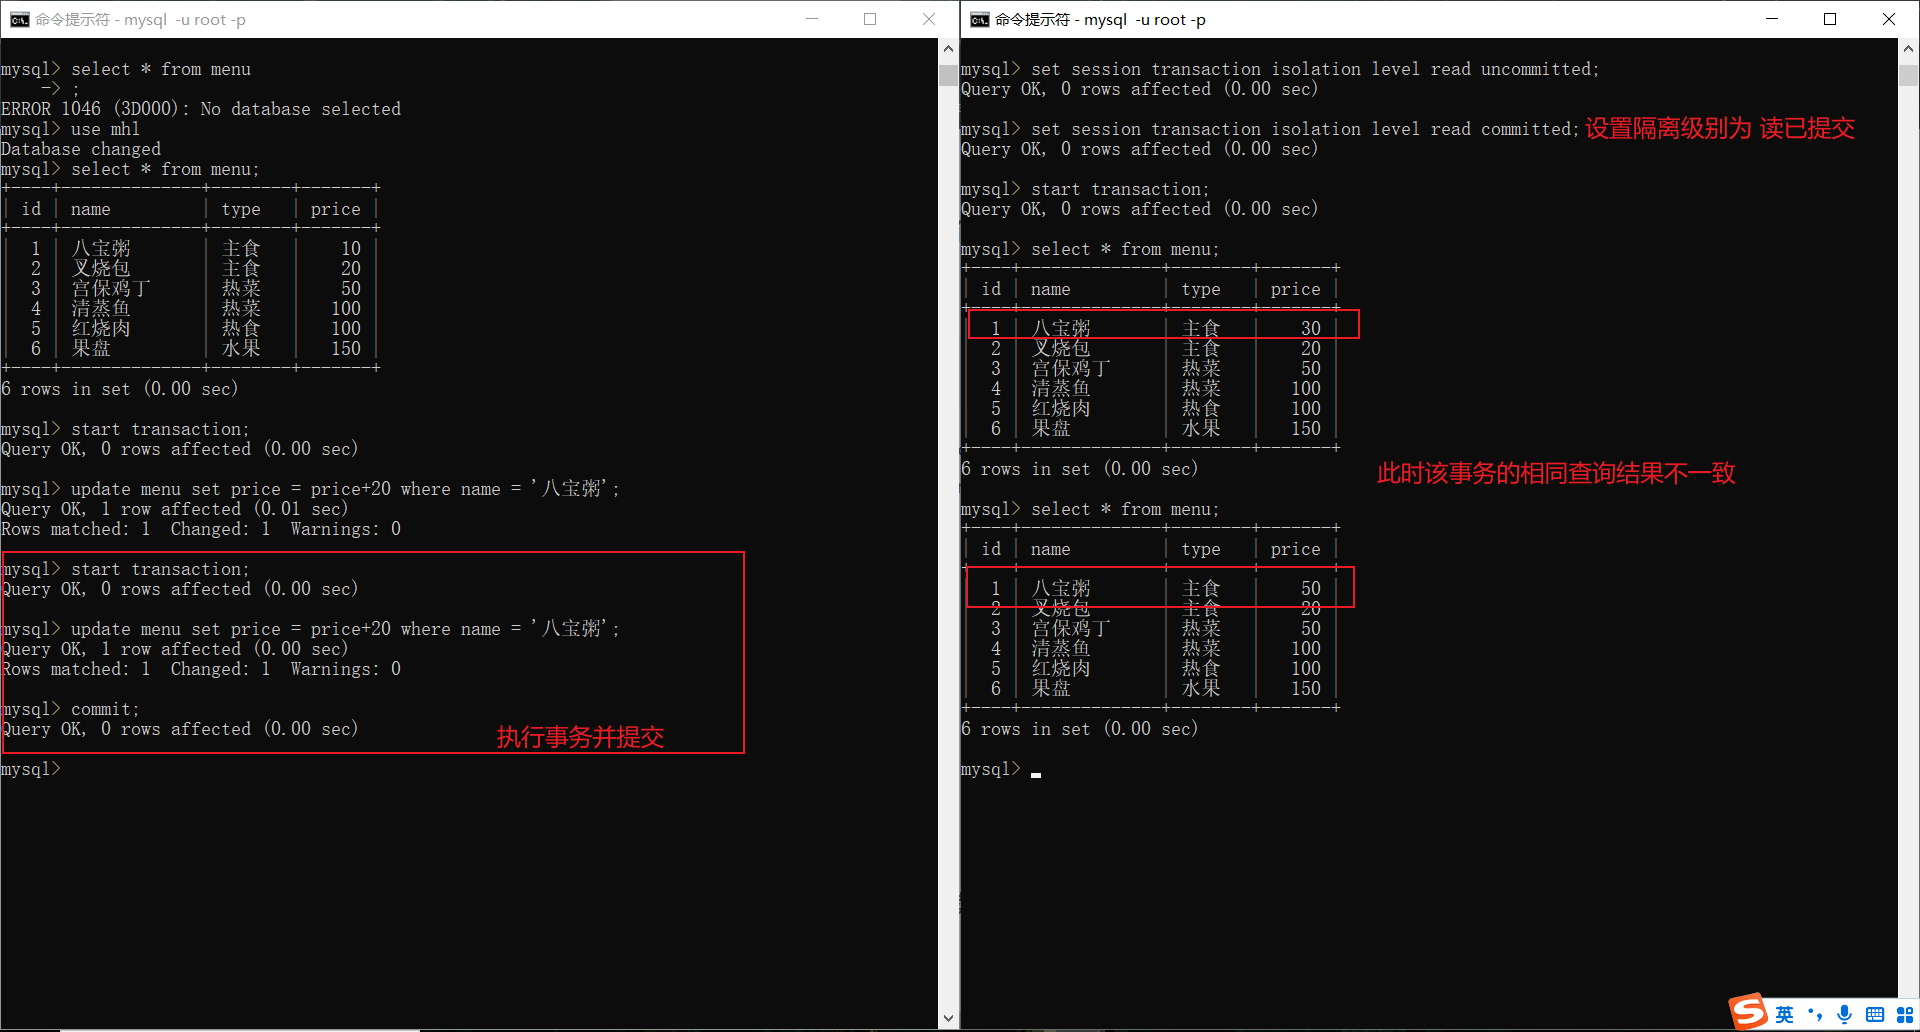 命令提示符 - mysql  -u root -p
mysql> select * from menu
    -> ;
ERROR 1046 (3D000): No database selected
mysql> use mhl
Database changed
mysql> select * from menu;
+----+--------------+--------+-------+
| id | name         | type   | price |
+----+--------------+--------+-------+
|  1 | 八宝粥       | 主食   |    10 |
|  2 | 叉烧包       | 主食   |    20 |
|  3 | 宫保鸡丁     | 热菜   |    50 |
|  4 | 清蒸鱼       | 热菜   |   100 |
|  5 | 红烧肉       | 热食   |   100 |
|  6 | 果盘         | 水果   |   150 |
+----+--------------+--------+-------+
6 rows in set (0.00 sec)
mysql> start transaction;
Query OK, 0 rows affected (0.00 sec)
mysql> update menu set price = price+20 where name = '八宝粥';
Query OK, 1 row affected (0.01 sec)
Rows matched: 1  Changed: 1  Warnings: 0
mysql> start transaction;
Query OK, 0 rows affected (0.00 sec)
mysql> update menu set price = price+20 where name = '八宝粥';
Query OK, 1 row affected (0.00 sec)
Rows matched: 1  Changed: 1  Warnings: 0
mysql> commit;
Query OK, 0 rows affected (0.00 sec)
执行事务并提交
mysql>
命令提示符 - mysql  -u root -p
mysql> set session transaction isolation level read uncommitted;
Query OK, 0 rows affected (0.00 sec)
mysql> set session transaction isolation level read committed; 设置隔离级别为 读已提交
Query OK, 0 rows affected (0.00 sec)
mysql> start transaction;
Query OK, 0 rows affected (0.00 sec)
mysql> select * from menu;
+----+--------------+--------+-------+
| id | name         | type   | price |
+----+--------------+--------+-------+
|  1 | 八宝粥       | 主食   |    30 |
|  2 | 叉烧包       | 主食   |    20 |
|  3 | 宫保鸡丁     | 热菜   |    50 |
|  4 | 清蒸鱼       | 热菜   |   100 |
|  5 | 红烧肉       | 热食   |   100 |
|  6 | 果盘         | 水果   |   150 |
+----+--------------+--------+-------+
6 rows in set (0.00 sec)
此时该事务的相同查询结果不一致
mysql> select * from menu;
+----+--------------+--------+-------+
| id | name         | type   | price |
+----+--------------+--------+-------+
|  1 | 八宝粥       | 主食   |    50 |
|  2 | 叉烧包       | 主食   |    20 |
|  3 | 宫保鸡丁     | 热菜   |    50 |
|  4 | 清蒸鱼       | 热菜   |   100 |
|  5 | 红烧肉       | 热食   |   100 |
|  6 | 果盘         | 水果   |   150 |
+----+--------------+--------+-------+
6 rows in set (0.00 sec)
mysql>
S 英